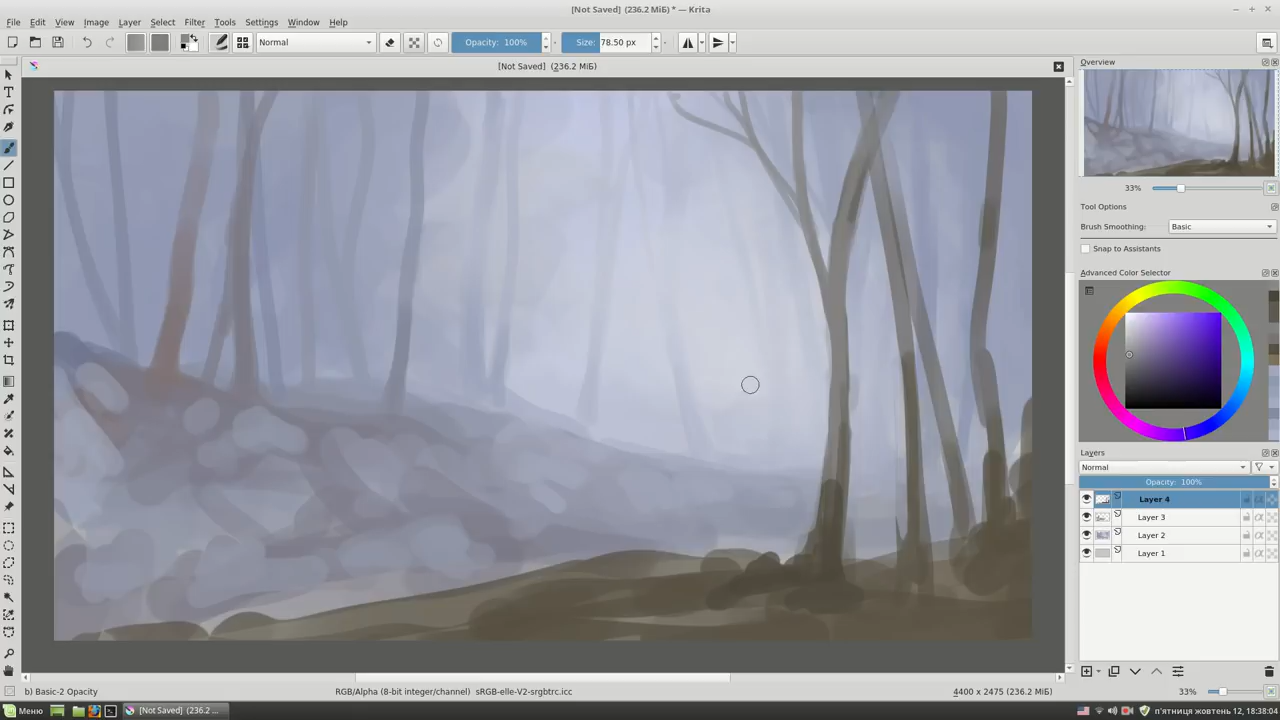 [Not Saved]  (236.2 МіБ) * — Krita
File Edit View Image Layer Select Filter Tools Settings Window Help
Normal Opacity: 100% Size: 78.50 px
[Not Saved]  (236.2 МіБ)
Overview
33%
Tool Options
Brush Smoothing: Basic
Snap to Assistants
Advanced Color Selector
Layers
Normal
Opacity: 100%
Layer 4
Layer 3
Layer 2
Layer 1
b) Basic-2 Opacity RGB/Alpha (8-bit integer/channel)  sRGB-elle-V2-srgbtrc.icc 4400 x 2475 (236.2 МіБ) 33%
Меню [Not Saved]  (236.2 ... п'ятниця жовтень 12, 18:38:04